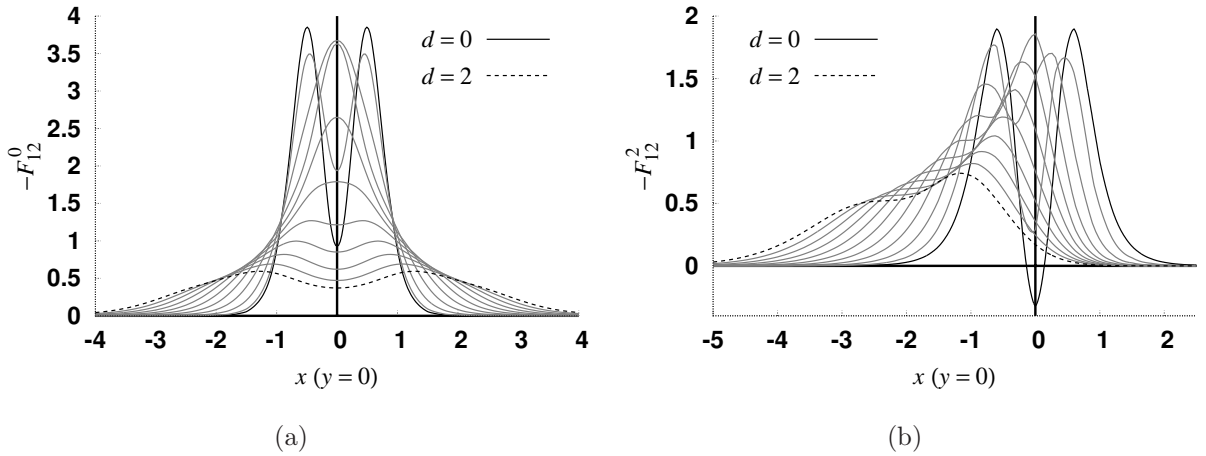 4
3.5
3
2.5
2
1.5
1
0.5
0
-4 -3 -2 -1 0 1 2 3 4
−F⁰₁₂
x (y = 0)
d = 0
d = 2
(a)
2
1.5
1
0.5
0
-5 -4 -3 -2 -1 0 1 2
−F²₁₂
x (y = 0)
d = 0
d = 2
(b)